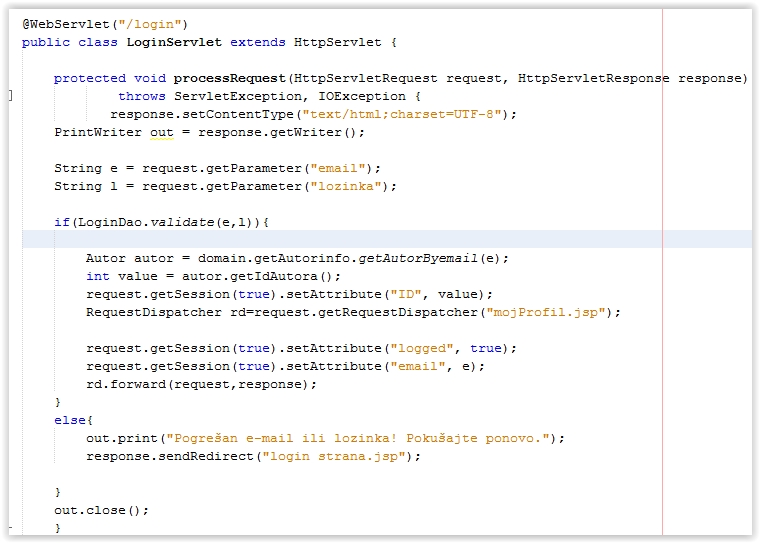 @WebServlet("/login")
public class LoginServlet extends HttpServlet {
protected void processRequest(HttpServletRequest request, HttpServletResponse response)
throws ServletException, IOException {
response.setContentType("text/html;charset=UTF-8");
PrintWriter out = response.getWriter();
String e = request.getParameter("email");
String l = request.getParameter("lozinka");
if(LoginDao.validate(e,l)){
Autor autor = domain.getAutorinfo.getAutorByemail(e);
int value = autor.getIdAutora();
request.getSession(true).setAttribute("ID", value);
RequestDispatcher rd=request.getRequestDispatcher("mojProfil.jsp");
request.getSession(true).setAttribute("logged", true);
request.getSession(true).setAttribute("email", e);
rd.forward(request,response);
}
else{
out.print("Pogrešan e-mail ili lozinka! Pokušajte ponovo.");
response.sendRedirect("login strana.jsp");
}
out.close();
}